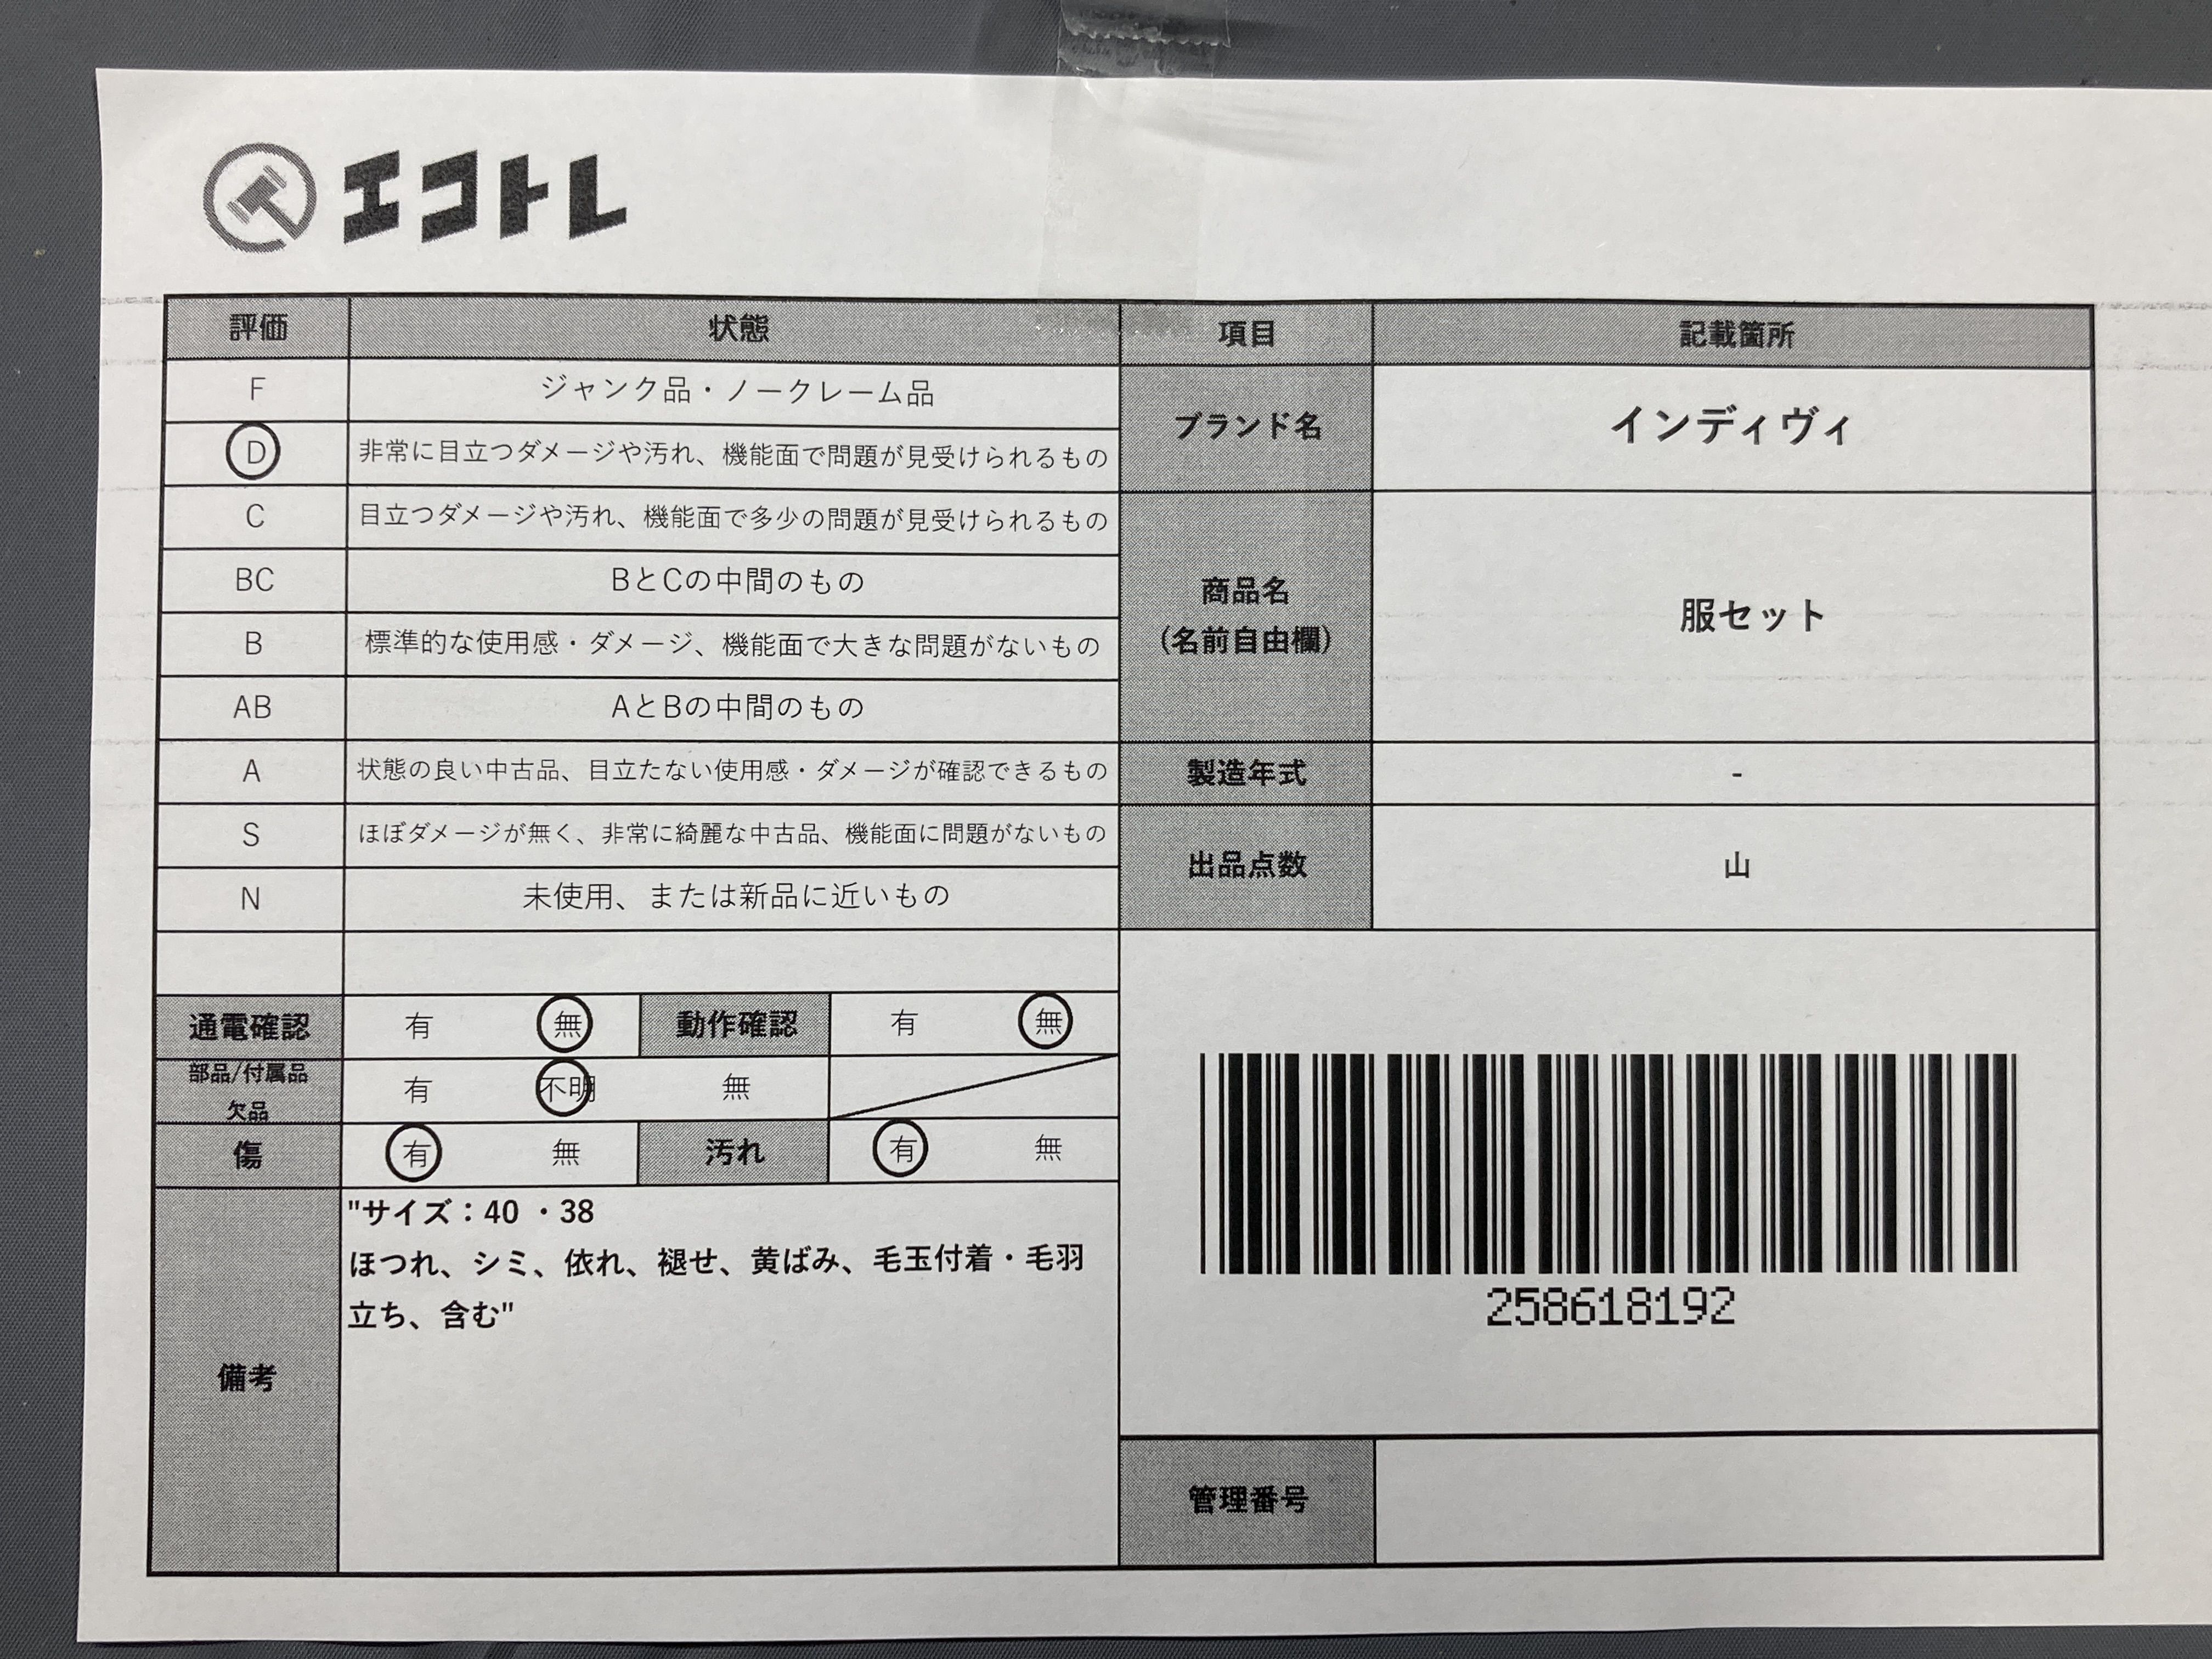 エコトレ
評価 状態 項目 記載箇所
F ジャンク品・ノークレーム品
D 非常に目立つダメージや汚れ、機能面で問題が見受けられるもの
ブランド名 インディヴィ
C 目立つダメージや汚れ、機能面で多少の問題が見受けられるもの
BC BとCの中間のもの
商品名
(名前自由欄)
服セット
B 標準的な使用感・ダメージ、機能面で大きな問題がないもの
AB AとBの中間のもの
A 状態の良い中古品、目立たない使用感・ダメージが確認できるもの
製造年式 -
S ほぼダメージが無く、非常に綺麗な中古品、機能面に問題がないもの
出品点数 山
N 未使用、または新品に近いもの
通電確認 有 無 動作確認 有 無
部品/付属品
欠品
有 不明 無
傷 有 無 汚れ 有 無
備考
"サイズ：40 ・38
ほつれ、シミ、依れ、褪せ、黄ばみ、毛玉付着・毛羽
立ち、含む"
258618192
管理番号